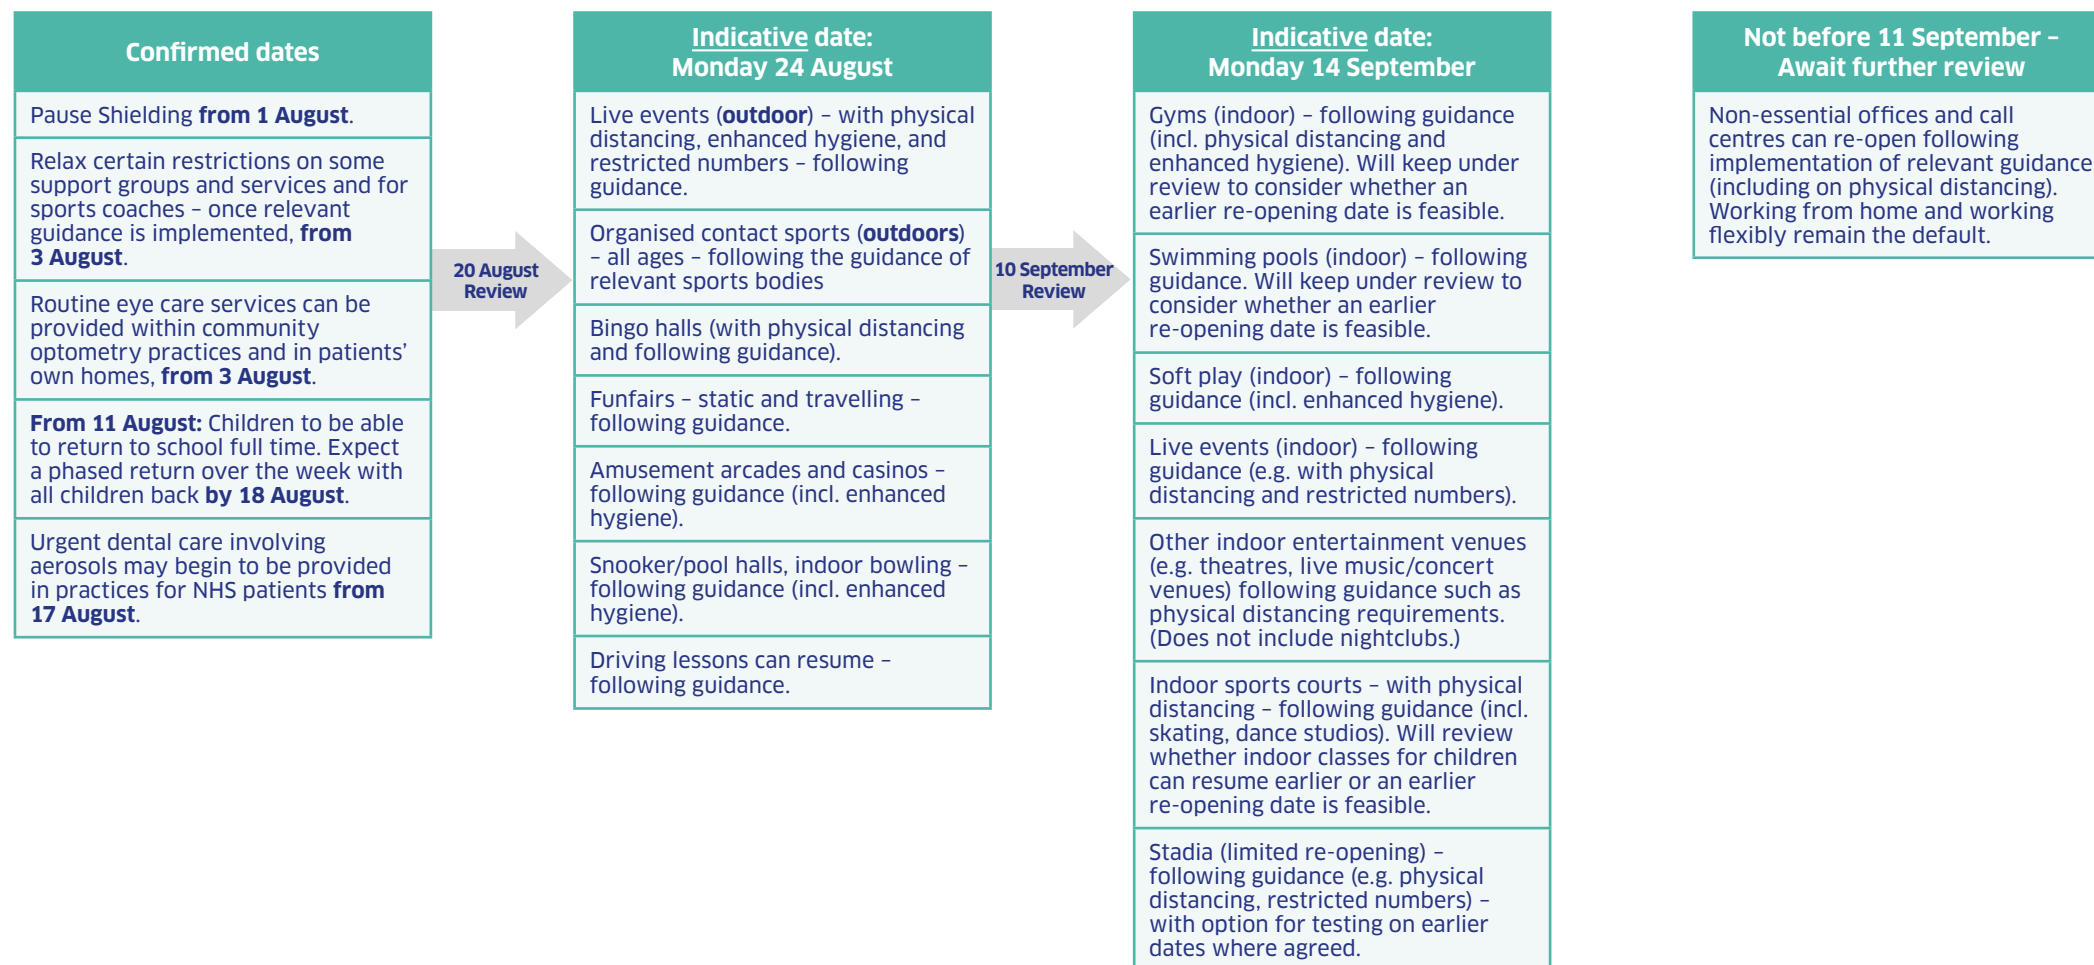 Confirmed dates
Pause Shielding from 1 August.
Relax certain restrictions on some
support groups and services and for
sports coaches – once relevant
guidance is implemented, from
3 August.
Routine eye care services can be
provided within community
optometry practices and in patients’
own homes, from 3 August.
From 11 August: Children to be able
to return to school full time. Expect
a phased return over the week with
all children back by 18 August.
Urgent dental care involving
aerosols may begin to be provided
in practices for NHS patients from
17 August.
20 August
Review
Indicative date:
Monday 24 August
Live events (outdoor) – with physical
distancing, enhanced hygiene, and
restricted numbers – following
guidance.
Organised contact sports (outdoors)
– all ages – following the guidance of
relevant sports bodies
Bingo halls (with physical distancing
and following guidance).
Funfairs – static and travelling –
following guidance.
Amusement arcades and casinos –
following guidance (incl. enhanced
hygiene).
Snooker/pool halls, indoor bowling –
following guidance (incl. enhanced
hygiene).
Driving lessons can resume –
following guidance.
10 September
Review
Indicative date:
Monday 14 September
Gyms (indoor) – following guidance
(incl. physical distancing and
enhanced hygiene). Will keep under
review to consider whether an
earlier re-opening date is feasible.
Swimming pools (indoor) – following
guidance. Will keep under review to
consider whether an earlier
re-opening date is feasible.
Soft play (indoor) – following
guidance (incl. enhanced hygiene).
Live events (indoor) – following
guidance (e.g. with physical
distancing and restricted numbers).
Other indoor entertainment venues
(e.g. theatres, live music/concert
venues) following guidance such as
physical distancing requirements.
(Does not include nightclubs.)
Indoor sports courts – with physical
distancing – following guidance (incl.
skating, dance studios). Will review
whether indoor classes for children
can resume earlier or an earlier
re-opening date is feasible.
Stadia (limited re-opening) –
following guidance (e.g. physical
distancing, restricted numbers) –
with option for testing on earlier
dates where agreed.
Not before 11 September –
Await further review
Non-essential offices and call
centres can re-open following
implementation of relevant guidance
(including on physical distancing).
Working from home and working
flexibly remain the default.